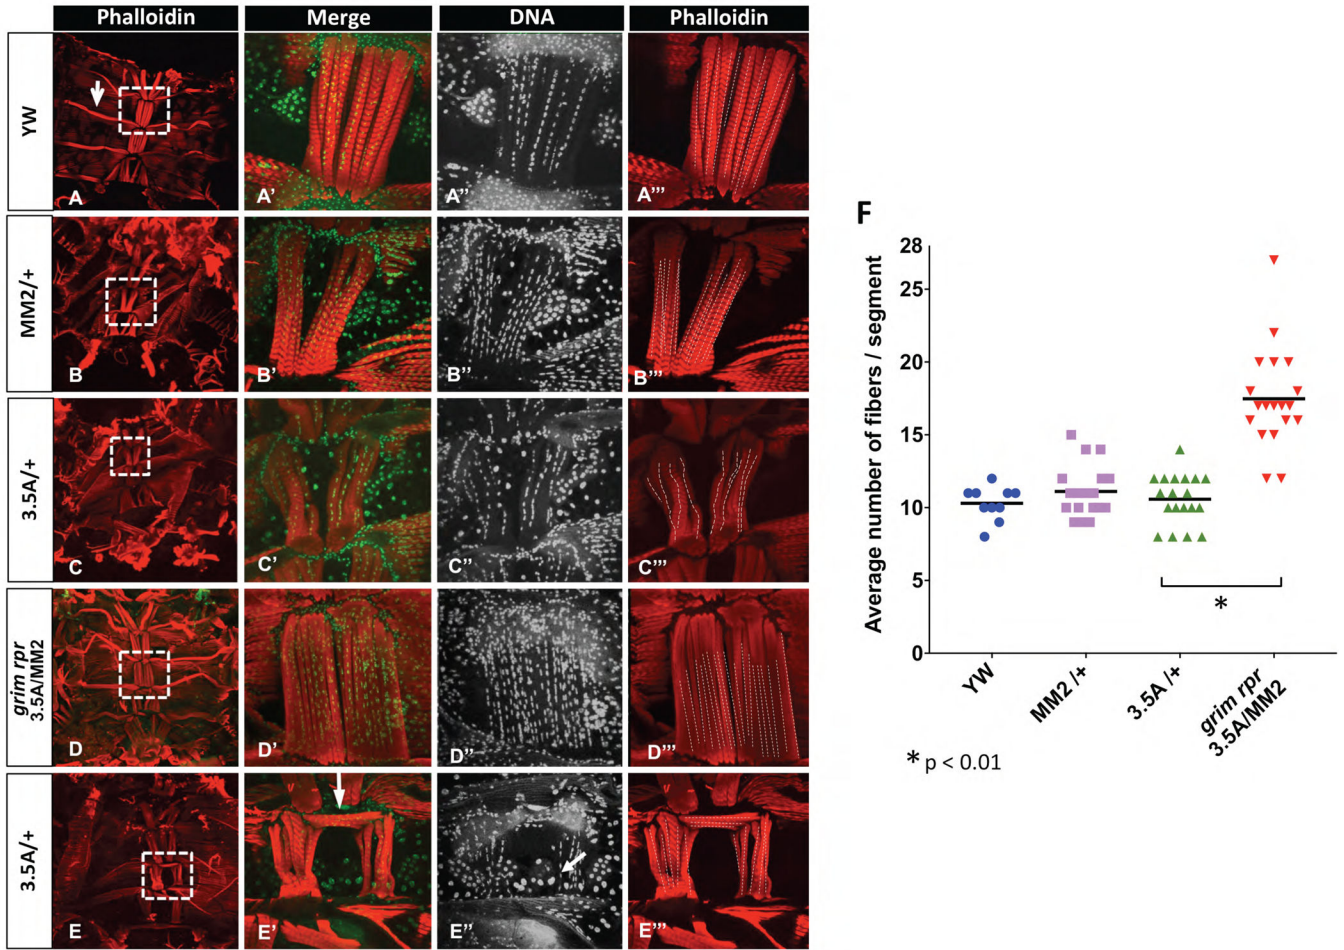 Phalloidin Merge DNA Phalloidin
YW
A A’ A’’ A’’’
MM2/+
B B’ B’’ B’’’
3.5A/+
C C’ C’’ C’’’
grim rpr
3.5A/MM2
D D’ D’’ D’’’
3.5A/+
E E’ E’’ E’’’
F
Average number of fibers / segment
28
25
20
15
10
5
0
*
YW
MM2 /+
3.5A /+
grim rpr
3.5A/MM2
* p < 0.01